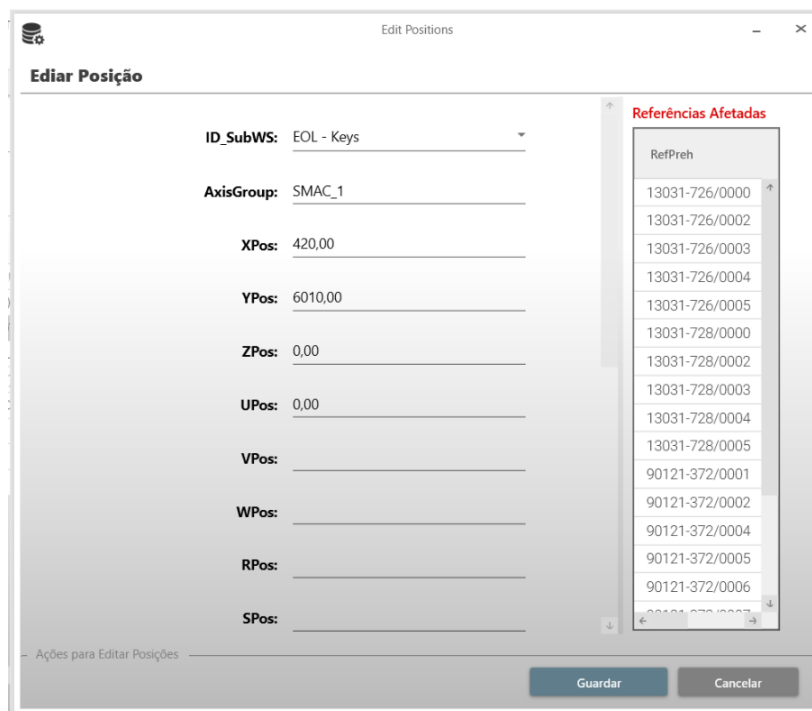 Edit Positions
Ediar Posição
ID_SubWS: EOL - Keys
AxisGroup: SMAC_1
XPos: 420,00
YPos: 6010,00
ZPos: 0,00
UPos: 0,00
VPos:
WPos:
RPos:
SPos:
Referências Afetadas
RefPreh
13031-726/0000
13031-726/0002
13031-726/0003
13031-726/0004
13031-726/0005
13031-728/0000
13031-728/0002
13031-728/0003
13031-728/0004
13031-728/0005
90121-372/0001
90121-372/0002
90121-372/0004
90121-372/0005
90121-372/0006
Ações para Editar Posições
Guardar
Cancelar